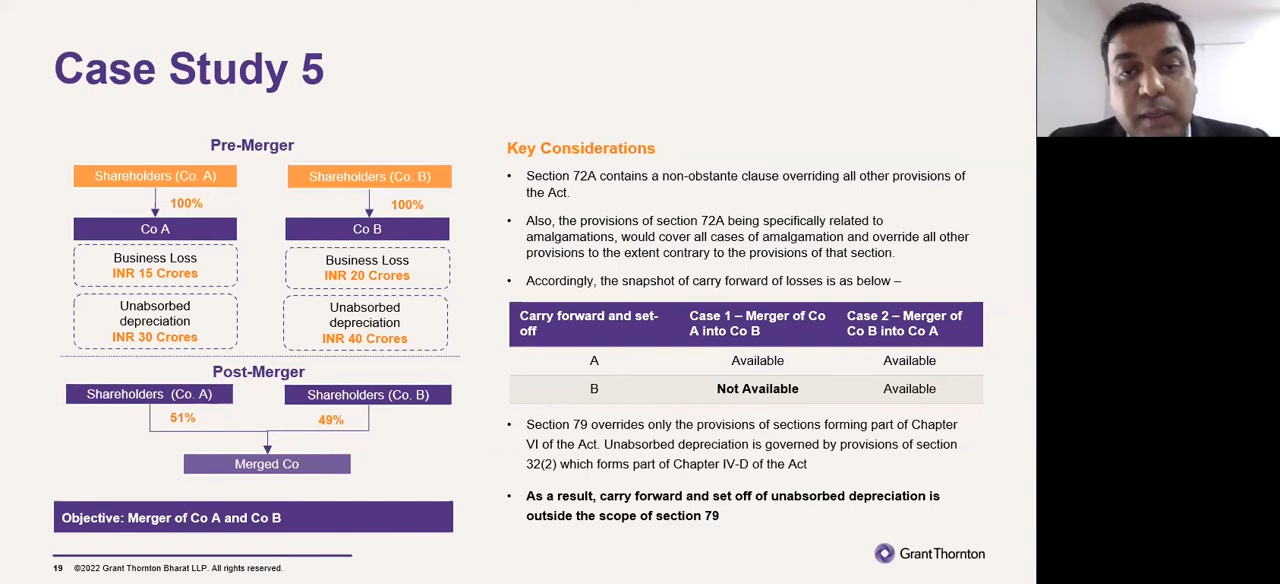 Case Study 5
Pre-Merger
Shareholders (Co. A)
Shareholders (Co. B)
100%
100%
Co A
Co B
Business Loss
INR 15 Crores
Business Loss
INR 20 Crores
Unabsorbed
depreciation
INR 30 Crores
Unabsorbed
depreciation
INR 40 Crores
Post-Merger
Shareholders (Co. A)
Shareholders (Co. B)
51%
49%
Merged Co
Objective: Merger of Co A and Co B
Key Considerations
• Section 72A contains a non-obstante clause overriding all other provisions of
the Act.
• Also, the provisions of section 72A being specifically related to
amalgamations, would cover all cases of amalgamation and override all other
provisions to the extent contrary to the provisions of that section.
• Accordingly, the snapshot of carry forward of losses is as below –
Carry forward and set-
off
Case 1 – Merger of Co
A into Co B
Case 2 – Merger of
Co B into Co A
A Available Available
B Not Available Available
• Section 79 overrides only the provisions of sections forming part of Chapter
VI of the Act. Unabsorbed depreciation is governed by provisions of section
32(2) which forms part of Chapter IV-D of the Act
• As a result, carry forward and set off of unabsorbed depreciation is
outside the scope of section 79
GrantThornton
19 ©2022 Grant Thornton Bharat LLP. All rights reserved.